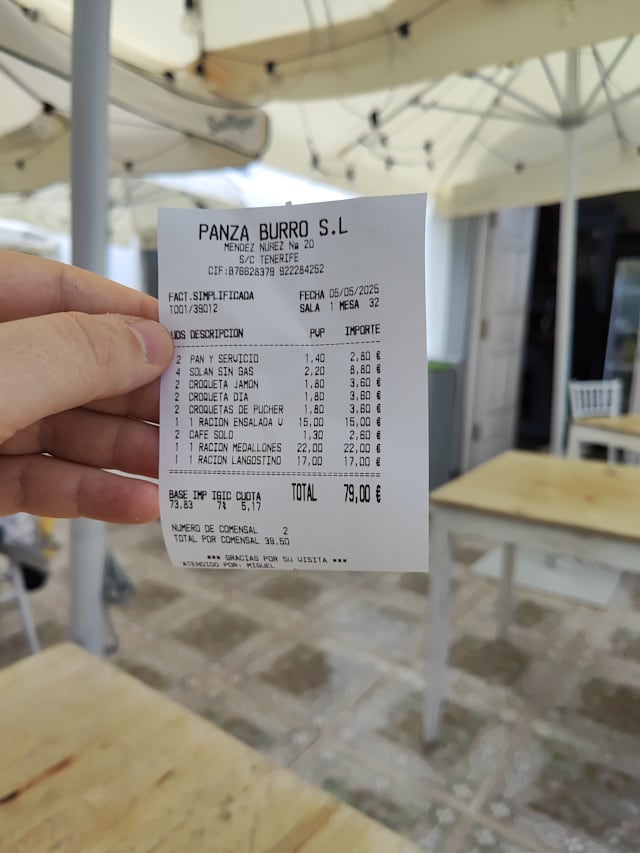 PANZA BURRO S.L
MENDEZ NUÑEZ Nº 20
S/C TENERIFE
CIF:B76628379 922284252
FACT.SIMPLIFICADA FECHA 05/05/2025
T001/39012 SALA 1 MESA 32
UDS DESCRIPCION PVP IMPORTE
2 PAN Y SERVICIO 1,40 2,80 €
4 SOLAN SIN GAS 2,20 8,80 €
2 CROQUETA JAMON 1,80 3,60 €
2 CROQUETA DIA 1,80 3,60 €
2 CROQUETAS DE PUCHER 1,80 3,60 €
1 1 RACION ENSALADA V 15,00 15,00 €
2 CAFE SOLO 1,30 2,60 €
1 1 RACION MEDALLONES 22,00 22,00 €
1 1 RACION LANGOSTINO 17,00 17,00 €
BASE IMP IGIC CUOTA TOTAL 79,00 €
73,83 7% 5,17
NUMERO DE COMENSAL 2
TOTAL POR COMENSAL 39,50
*** GRACIAS POR SU VISITA ***
ATENDIDO POR: MIGUEL